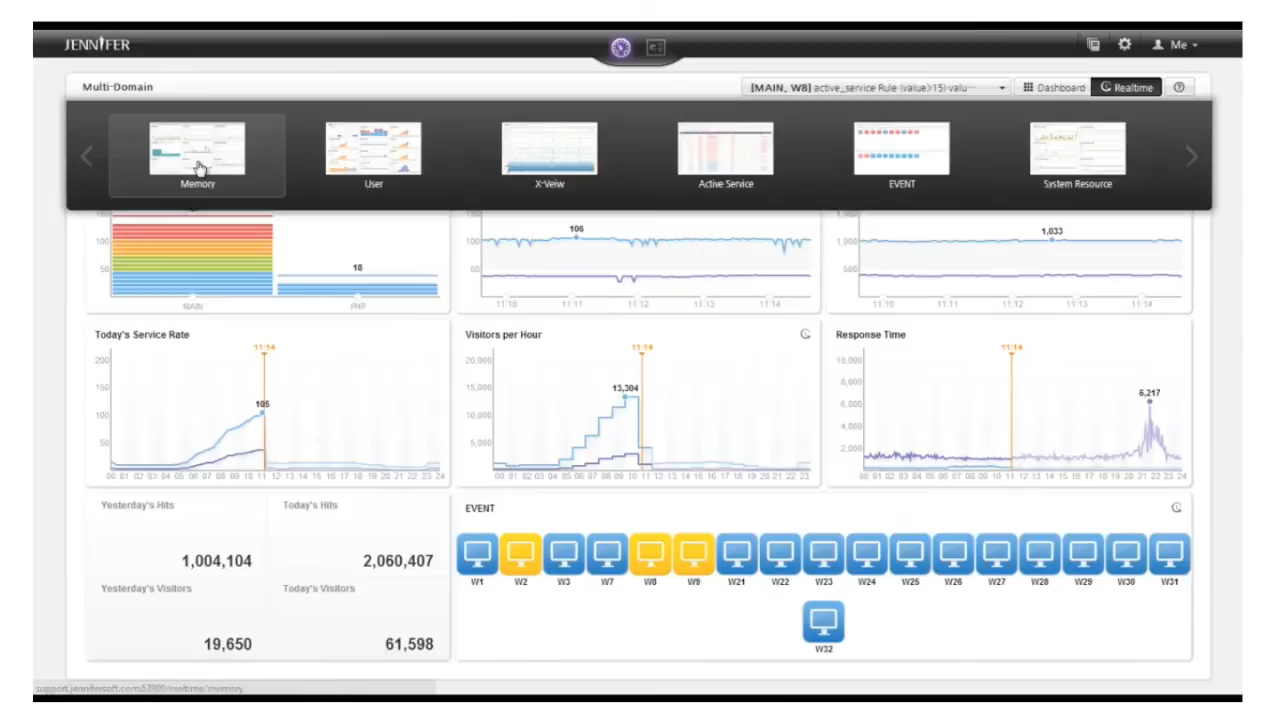 JENNIFER
Me
Multi-Domain
[MAIN, W8] active_service Rule (value>15) valu···
Dashboard
Realtime
Memory
User
X-Veiw
Active Service
EVENT
System Resource
100
50
18
MAIN
PHP
100
50
106
11:10 11:11 11:12 11:13 11:14
1,000
500
1,033
11:10 11:11 11:12 11:13 11:14
Today's Service Rate
11:14
200
150
100
50
105
00 01 02 03 04 05 06 07 08 09 10 11 12 13 14 15 16 17 18 19 20 21 22 23 24
Visitors per Hour
11:14
20,000
15,000
10,000
5,000
13,304
00 01 02 03 04 05 06 07 08 09 10 11 12 13 14 15 16 17 18 19 20 21 22 23
Response Time
11:14
10,000
8,000
6,000
4,000
2,000
6,217
00 01 02 03 04 05 06 07 08 09 10 11 12 13 14 15 16 17 18 19 20 21 22 23 24
Yesterday's Hits
Today's Hits
1,004,104
2,060,407
Yesterday's Visitors
Today's Visitors
19,650
61,598
EVENT
W1 W2 W3 W7 W8 W9 W21 W22 W23 W24 W25 W26 W27 W28 W29 W30 W31
W32
support.jennifersoft.com:57900/realtime/memory